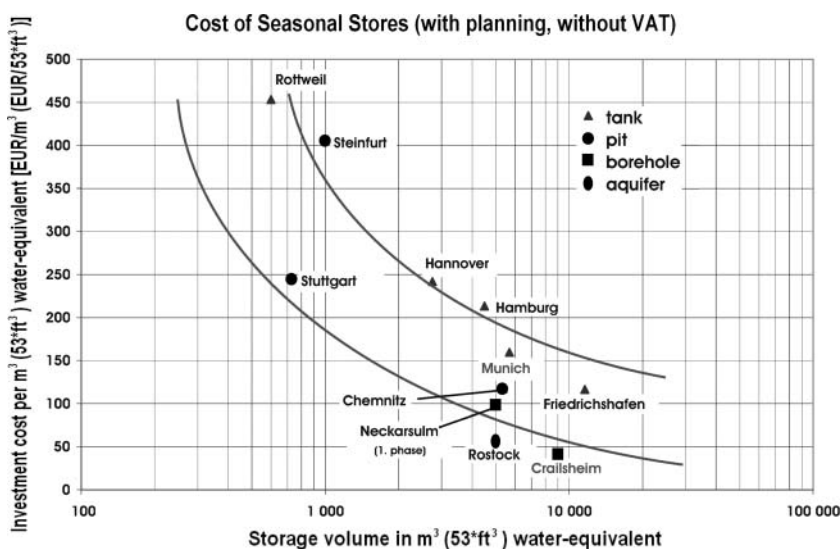 Cost of Seasonal Stores (with planning, without VAT)
Investment cost per m³ (53*ft³) water-equivalent [EUR/m³ (EUR/53*ft³)]
500
450
400
350
300
250
200
150
100
50
0
Rottweil
Steinfurt
Stuttgart
Hannover
Hamburg
Munich
Chemnitz
Friedrichshafen
Neckarsulm
(1. phase)
Rostock
Crailsheim
tank
pit
borehole
aquifer
100
1 000
10 000
100 000
Storage volume in m³ (53*ft³) water-equivalent